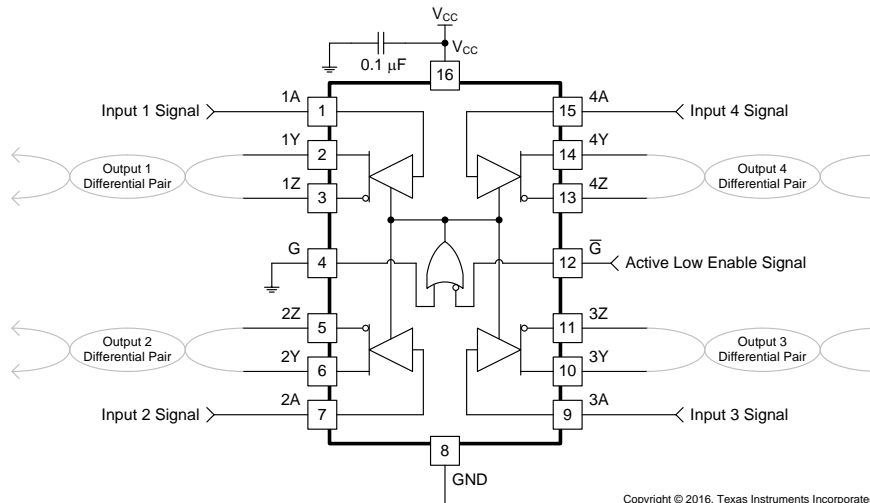 VCC
VCC
0.1 μF
16
Input 1 Signal
1A
1
15
4A
Input 4 Signal
Output 1
Differential Pair
1Y
2
14
4Y
Output 4
Differential Pair
1Z
3
13
4Z
G
4
12
G̅
Active Low Enable Signal
Output 2
Differential Pair
2Z
5
11
3Z
Output 3
Differential Pair
2Y
6
10
3Y
Input 2 Signal
2A
7
9
3A
Input 3 Signal
8
GND
Copyright © 2016, Texas Instruments Incorporate